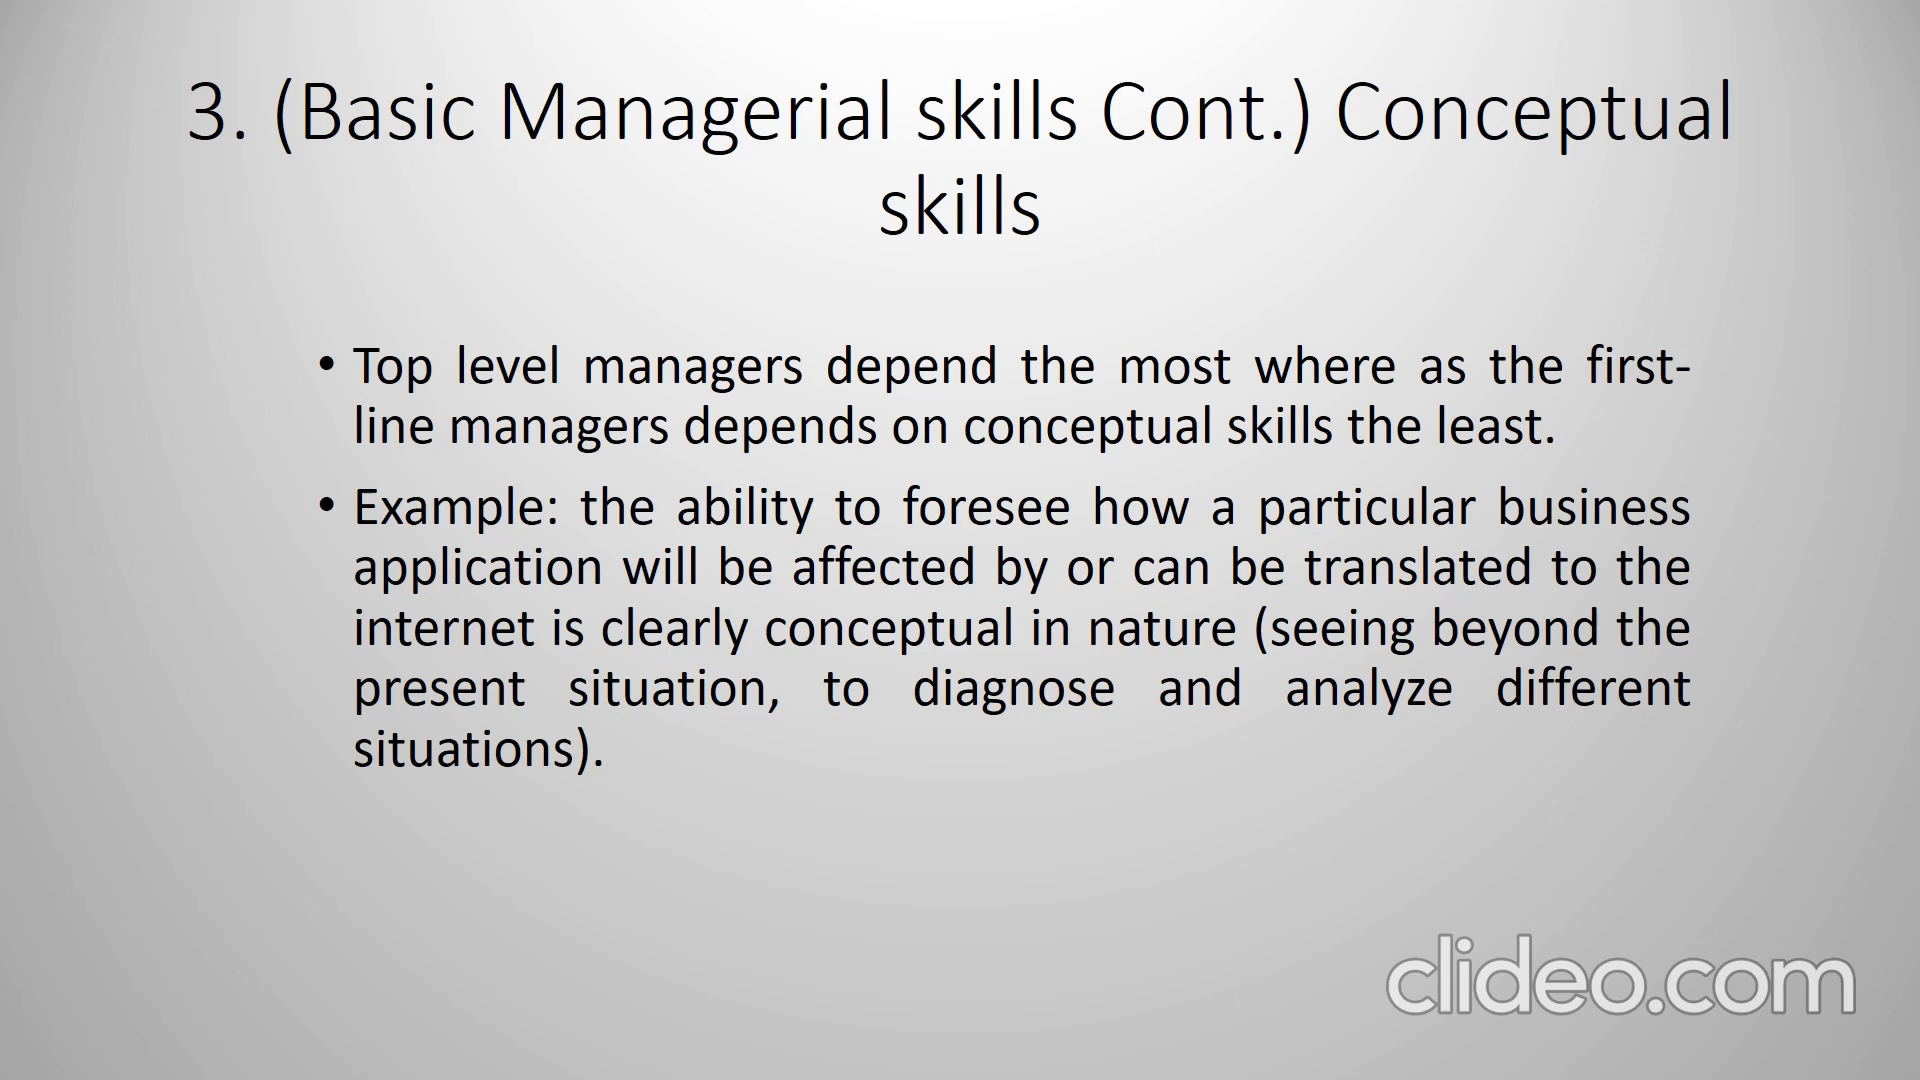 3. (Basic Managerial skills Cont.) Conceptual
skills
• Top level managers depend the most where as the first-
line managers depends on conceptual skills the least.
• Example: the ability to foresee how a particular business
application will be affected by or can be translated to the
internet is clearly conceptual in nature (seeing beyond the
present situation, to diagnose and analyze different
situations).
clideo.com